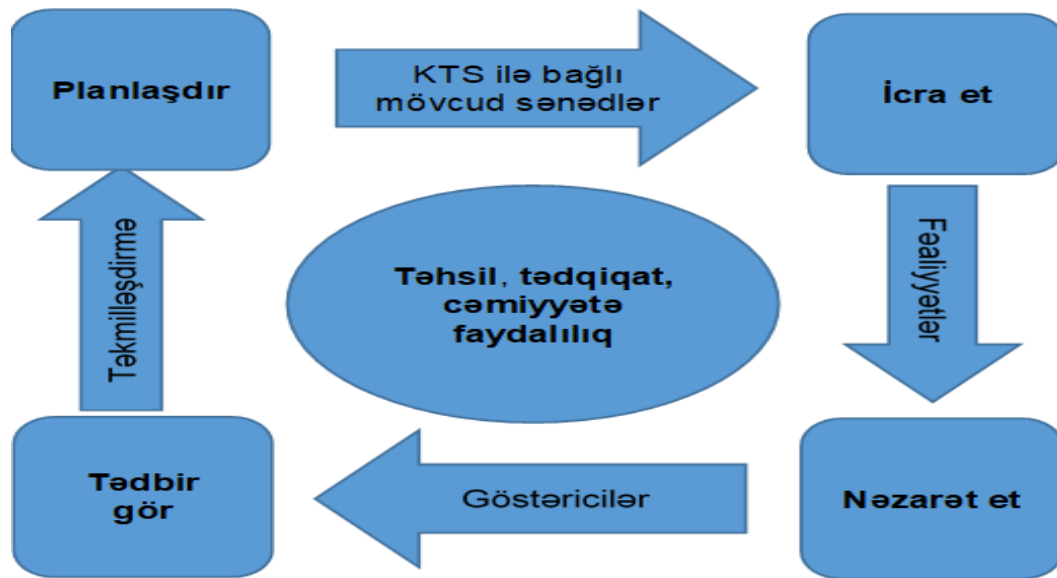 Planlaşdır
KTS ilə bağlı
mövcud sənədlər
İcra et
Təkmilləşdirmə
Təhsil, tədqiqat,
cəmiyyətə
faydalılıq
Fəaliyyətlər
Tədbir
gör
Göstəricilər
Nəzarət et